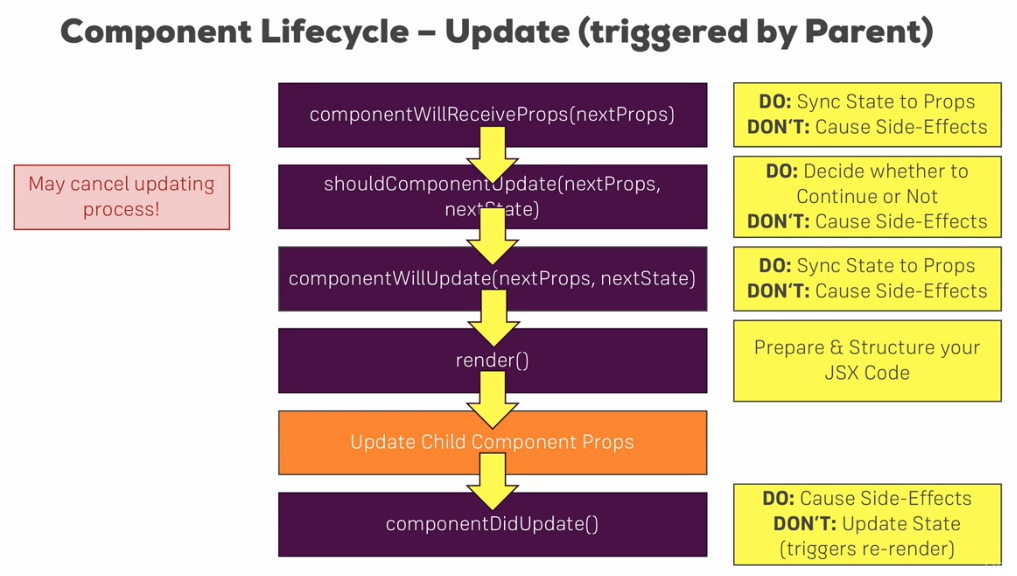 Component Lifecycle – Update (triggered by Parent)
componentWillReceiveProps(nextProps)
DO: Sync State to Props
DON'T: Cause Side-Effects
May cancel updating
process!
shouldComponentUpdate(nextProps,
nextState)
DO: Decide whether to
Continue or Not
DON'T: Cause Side-Effects
componentWillUpdate(nextProps, nextState)
DO: Sync State to Props
DON'T: Cause Side-Effects
render()
Prepare & Structure your
JSX Code
Update Child Component Props
componentDidUpdate()
DO: Cause Side-Effects
DON'T: Update State
(triggers re-render)